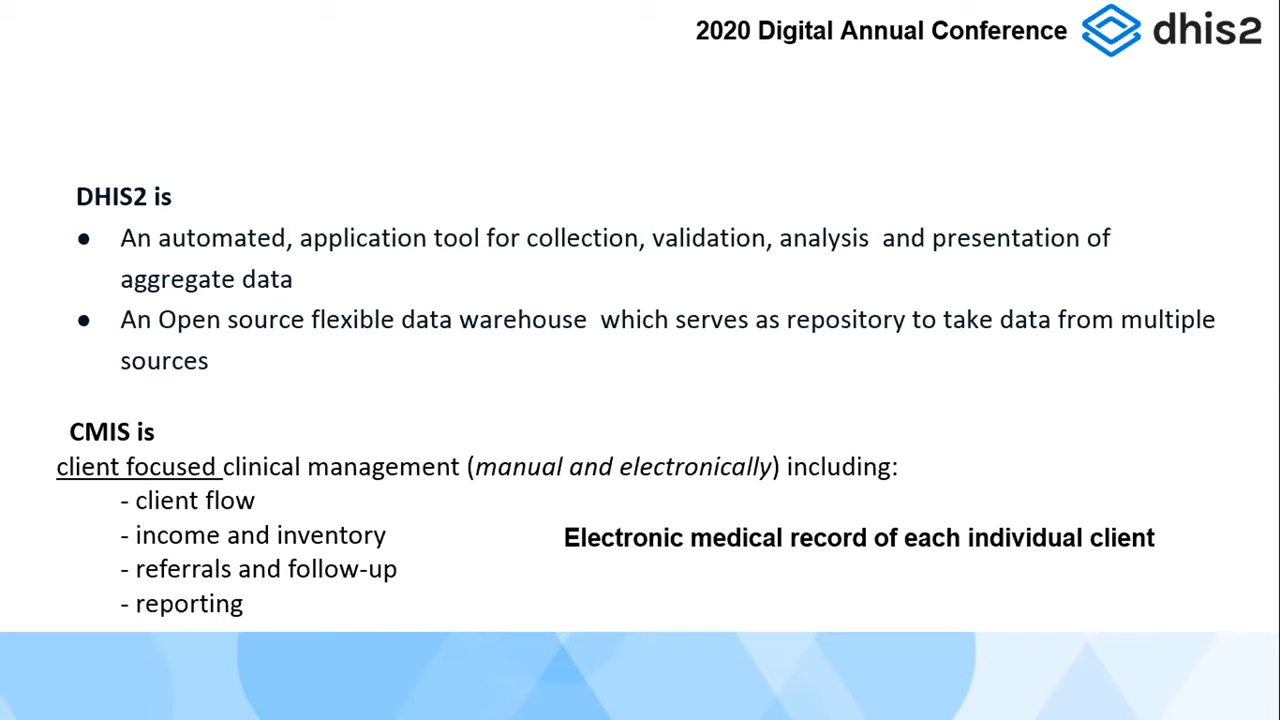 2020 Digital Annual Conference dhis2
DHIS2 is
● An automated, application tool for collection, validation, analysis and presentation of
aggregate data
● An Open source flexible data warehouse which serves as repository to take data from multiple
sources
CMIS is
client focused clinical management (manual and electronically) including:
- client flow
- income and inventory
- referrals and follow-up
- reporting
Electronic medical record of each individual client